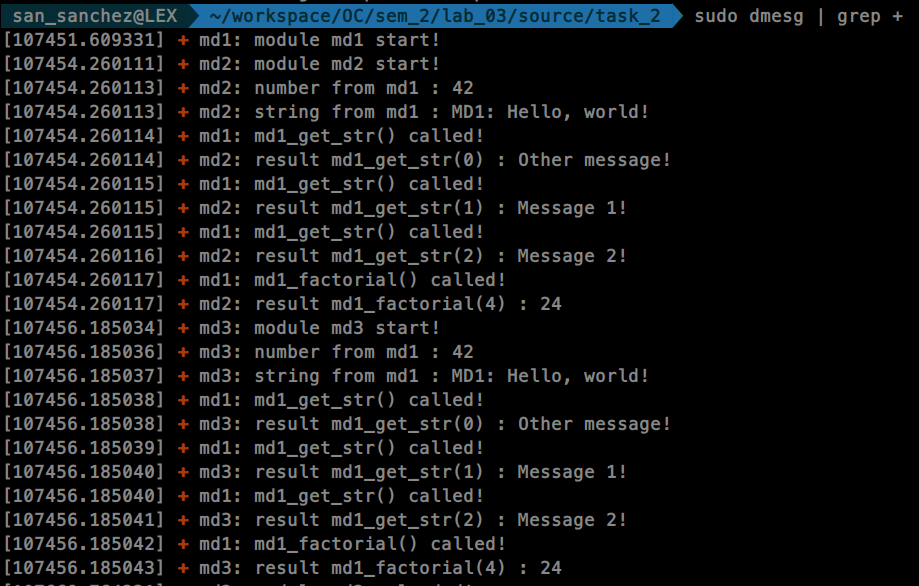 san_sanchez@LEX ~/workspace/OC/sem_2/lab_03/source/task_2 sudo dmesg | grep +
[107451.609331] + md1: module md1 start!
[107454.260111] + md2: module md2 start!
[107454.260113] + md2: number from md1 : 42
[107454.260113] + md2: string from md1 : MD1: Hello, world!
[107454.260114] + md1: md1_get_str() called!
[107454.260114] + md2: result md1_get_str(0) : Other message!
[107454.260115] + md1: md1_get_str() called!
[107454.260115] + md2: result md1_get_str(1) : Message 1!
[107454.260115] + md1: md1_get_str() called!
[107454.260116] + md2: result md1_get_str(2) : Message 2!
[107454.260117] + md1: md1_factorial() called!
[107454.260117] + md2: result md1_factorial(4) : 24
[107456.185034] + md3: module md3 start!
[107456.185036] + md3: number from md1 : 42
[107456.185037] + md3: string from md1 : MD1: Hello, world!
[107456.185038] + md1: md1_get_str() called!
[107456.185038] + md3: result md1_get_str(0) : Other message!
[107456.185039] + md1: md1_get_str() called!
[107456.185040] + md3: result md1_get_str(1) : Message 1!
[107456.185040] + md1: md1_get_str() called!
[107456.185041] + md3: result md1_get_str(2) : Message 2!
[107456.185042] + md1: md1_factorial() called!
[107456.185043] + md3: result md1_factorial(4) : 24